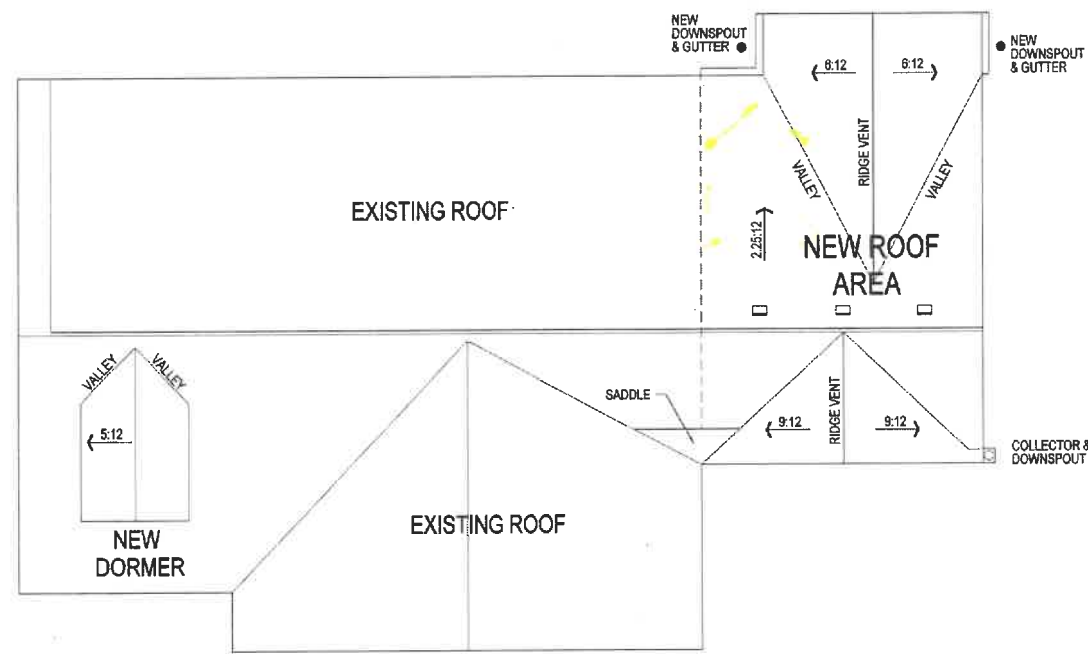 NEW
DOWNSPOUT
& GUTTER
NEW
DOWNSPOUT
& GUTTER
6:12
6:12
RIDGE VENT
VALLEY
VALLEY
EXISTING ROOF
2.25:12
NEW ROOF
AREA
VALLEY
VALLEY
5:12
NEW
DORMER
SADDLE
9:12
RIDGE VENT
9:12
COLLECTOR &
DOWNSPOUT
EXISTING ROOF